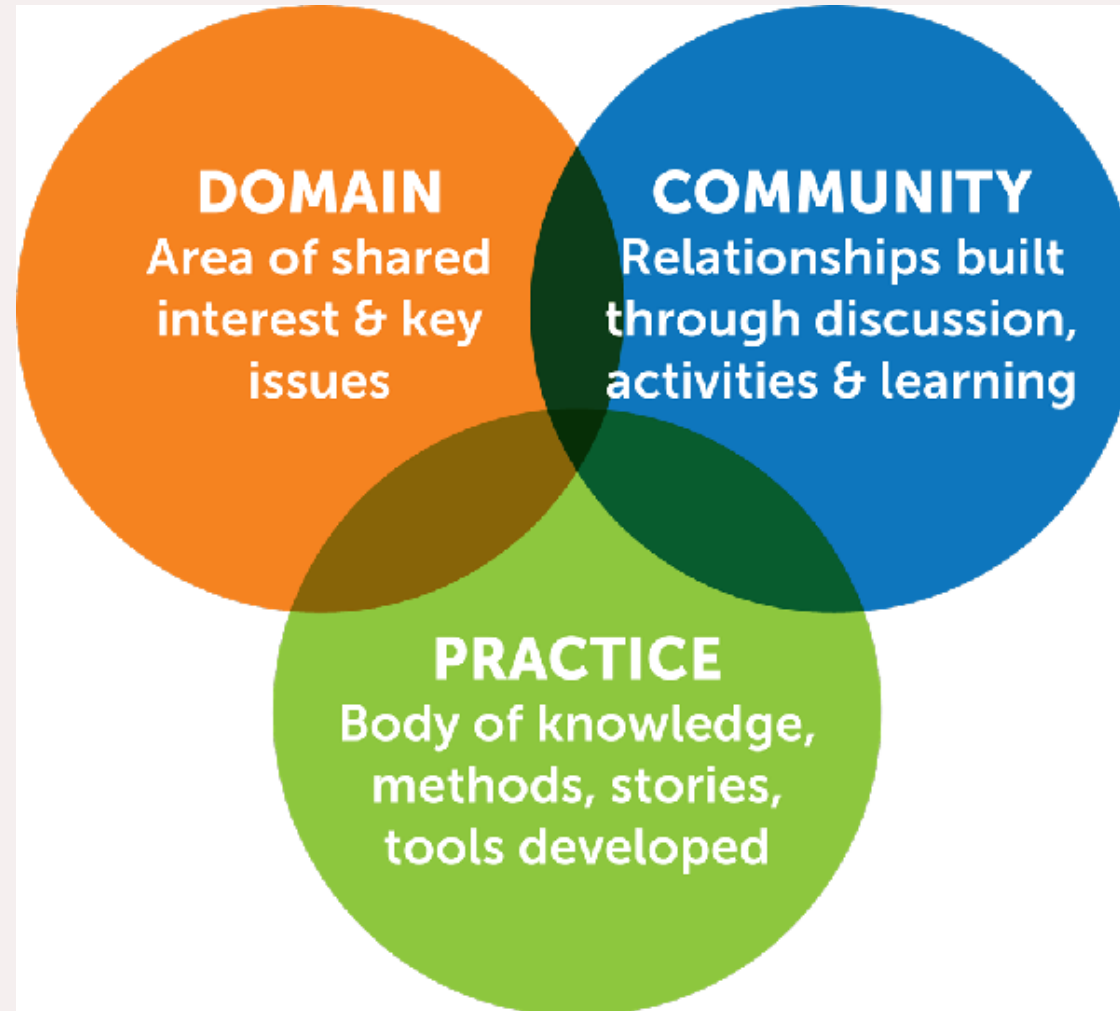 DOMAIN
Area of shared
interest & key
issues
COMMUNITY
Relationships built
through discussion,
activities & learning
PRACTICE
Body of knowledge,
methods, stories,
tools developed